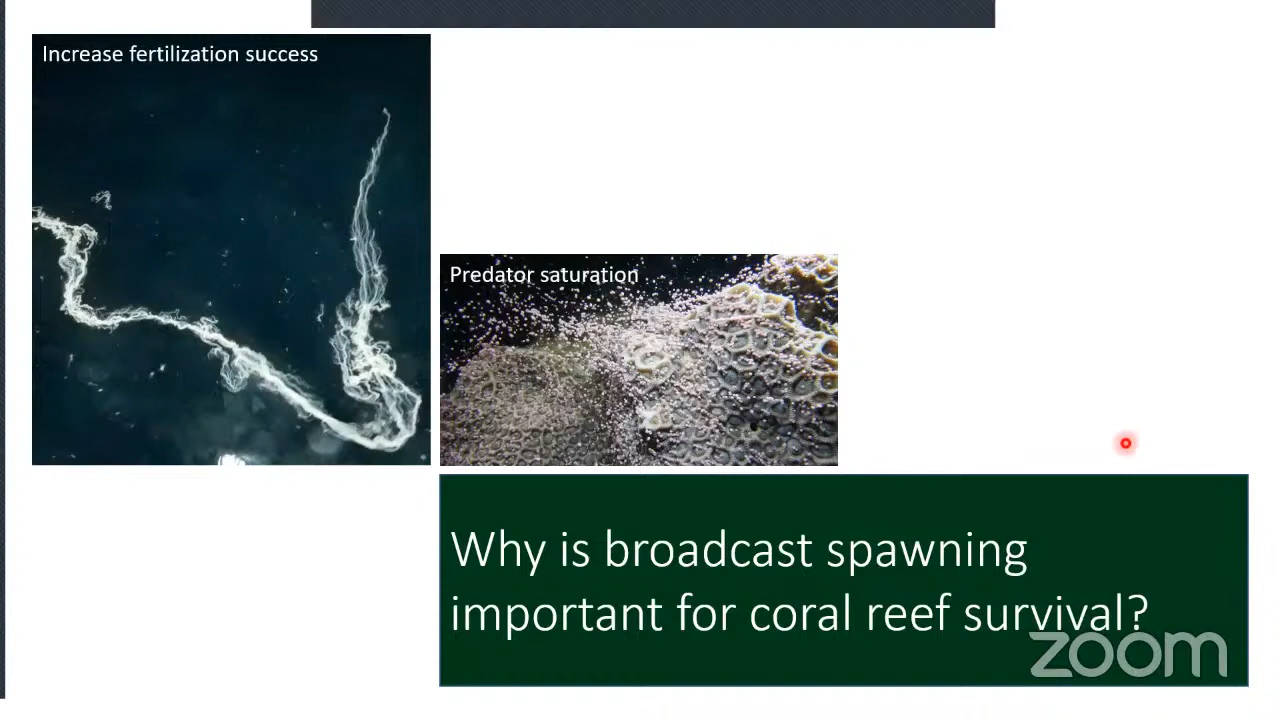 Increase fertilization success
Predator saturation
Why is broadcast spawning
important for coral reef survival?
zoom